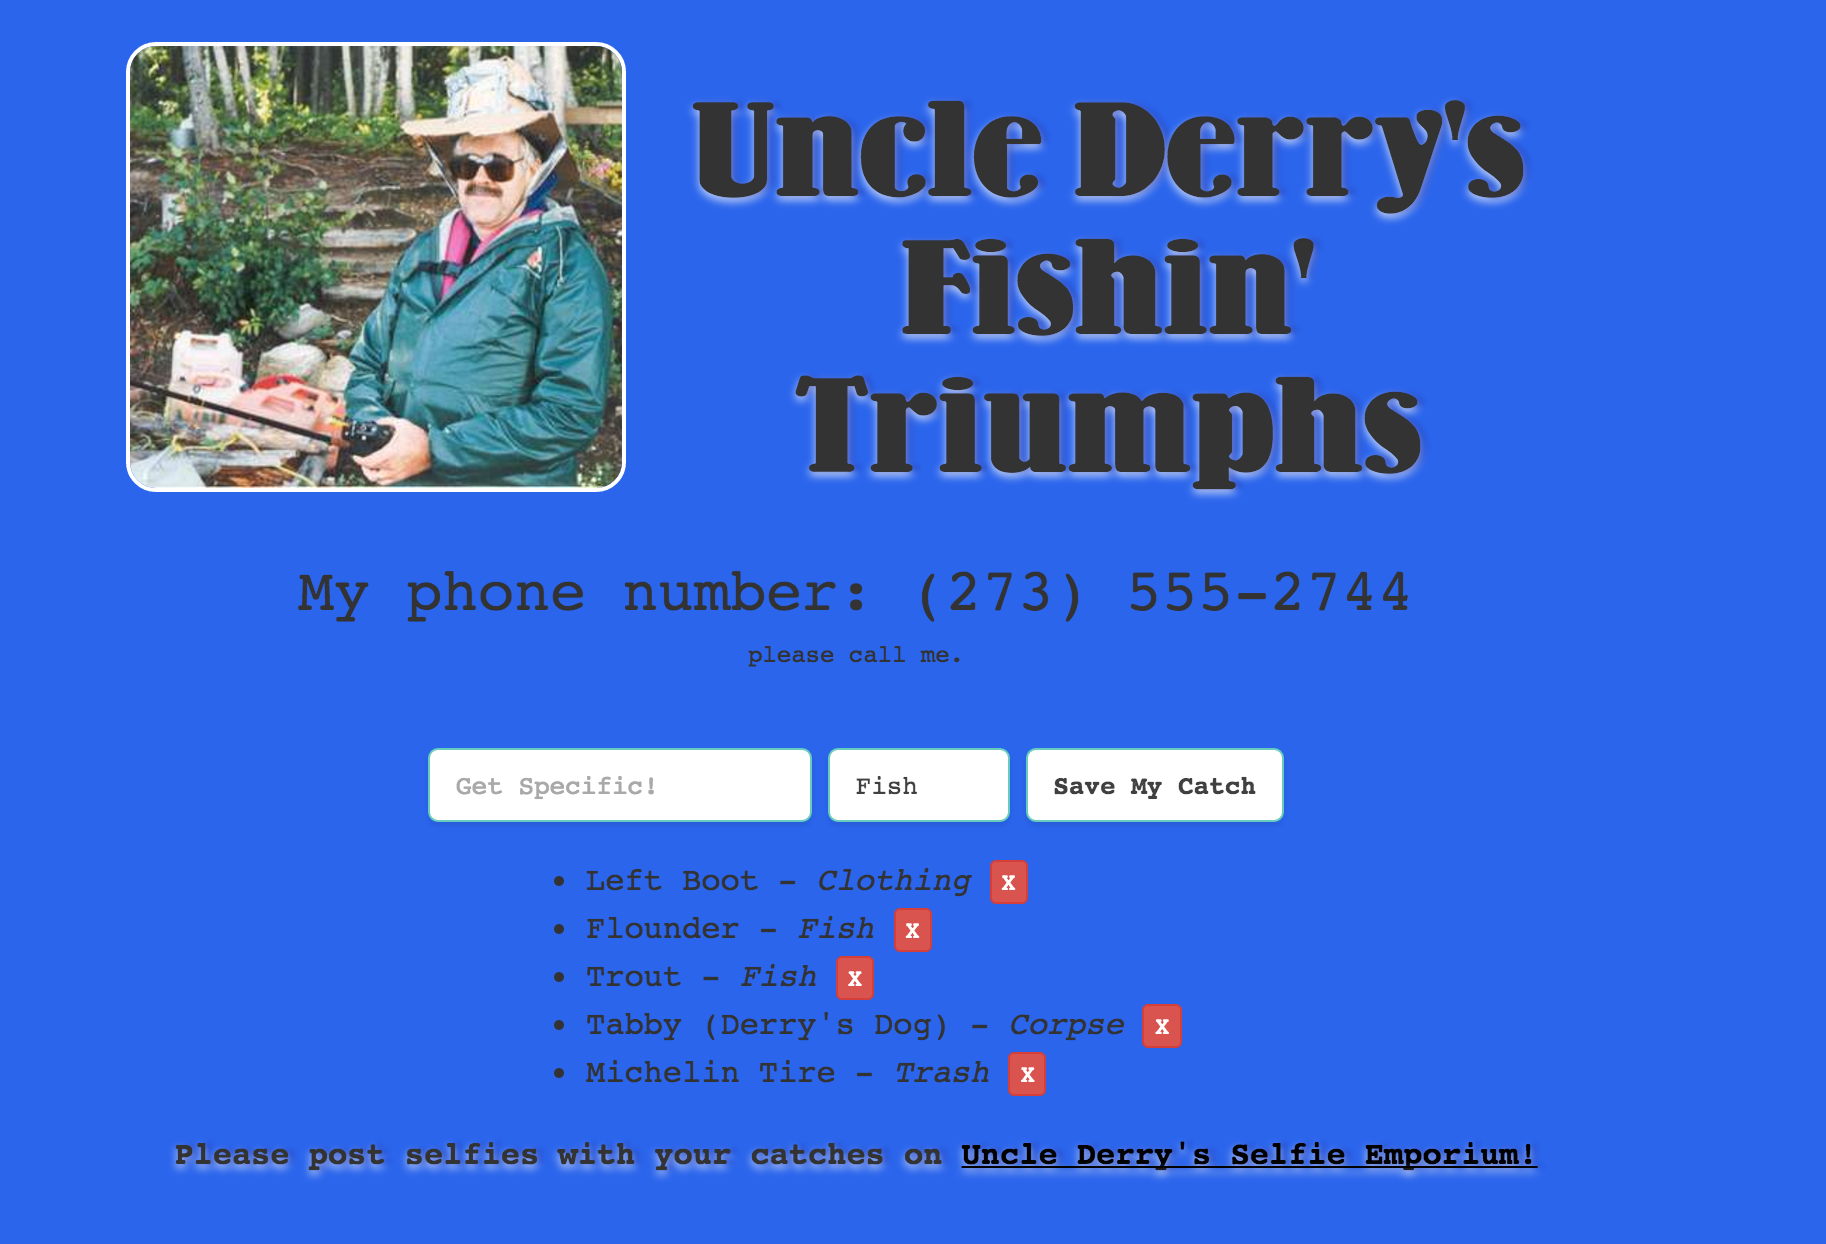 Uncle Derry's
Fishin'
Triumphs
My phone number: (273) 555-2744
please call me.
Get Specific! Fish Save My Catch
Left Boot - Clothing x
Flounder - Fish x
Trout - Fish x
Tabby (Derry's Dog) - Corpse x
Michelin Tire - Trash x
Please post selfies with your catches on Uncle Derry's Selfie Emporium!